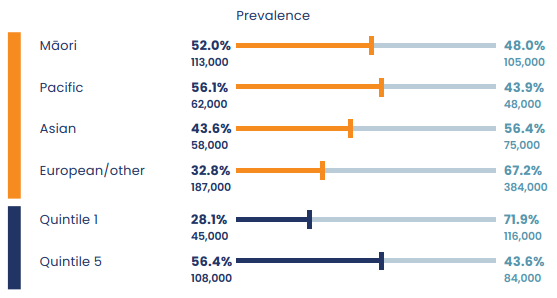 Prevalence
Māori 52.0% 48.0%
113,000 105,000
Pacific 56.1% 43.9%
62,000 48,000
Asian 43.6% 56.4%
58,000 75,000
European/other 32.8% 67.2%
187,000 384,000
Quintile 1 28.1% 71.9%
45,000 116,000
Quintile 5 56.4% 43.6%
108,000 84,000